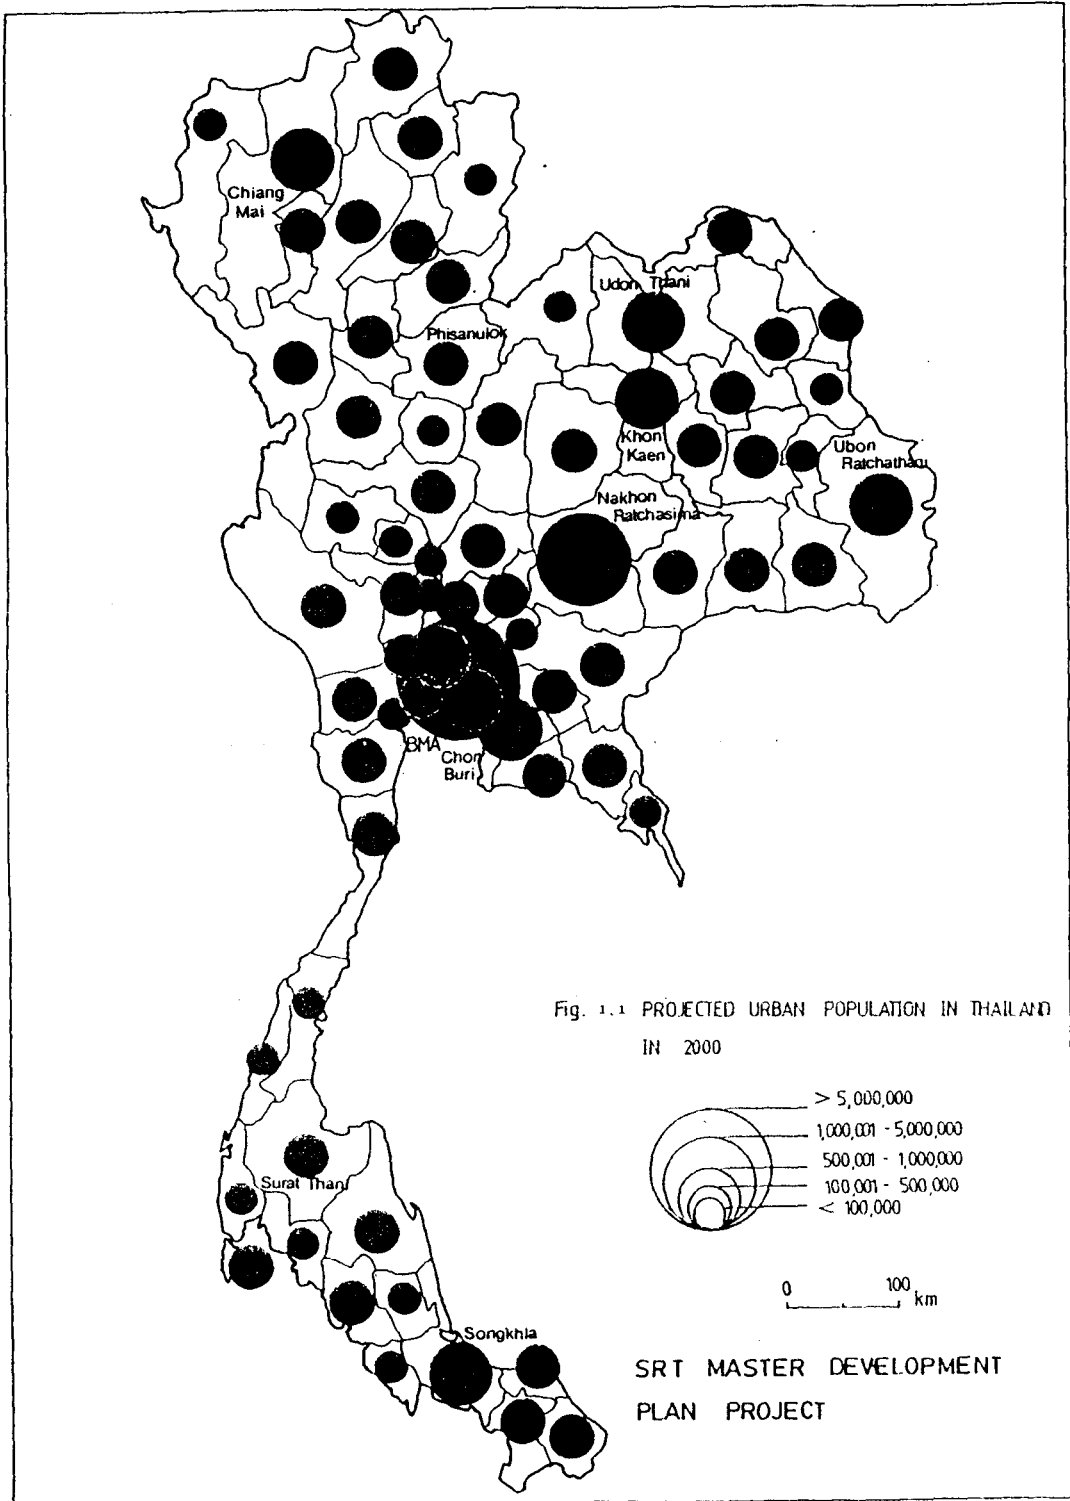 Chiang
Mai
Udon Thani
Phisanulok
Khon
Kaen
Ubon
Ratchathani
Nakhon
Ratchasima
BMA
Chon
Buri
Fig. 1.1 PROJECTED URBAN POPULATION IN THAILAND
IN 2000
> 5,000,000
1,000,001 - 5,000,000
500,001 - 1,000,000
100,001 - 500,000
< 100,000
Surat Thani
0 100
km
Songkhla
SRT MASTER DEVELOPMENT
PLAN PROJECT